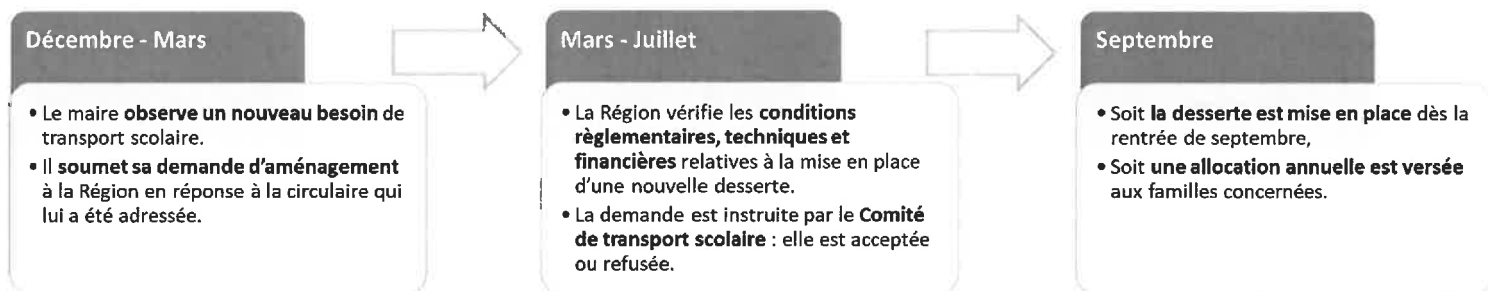 Décembre - Mars
• Le maire observe un nouveau besoin de
transport scolaire.
• Il soumet sa demande d'aménagement
à la Région en réponse à la circulaire qui
lui a été adressée.
Mars - Juillet
• La Région vérifie les conditions
règlementaires, techniques et
financières relatives à la mise en place
d'une nouvelle desserte.
• La demande est instruite par le Comité
de transport scolaire : elle est acceptée
ou refusée.
Septembre
• Soit la desserte est mise en place dès la
rentrée de septembre,
• Soit une allocation annuelle est versée
aux familles concernées.